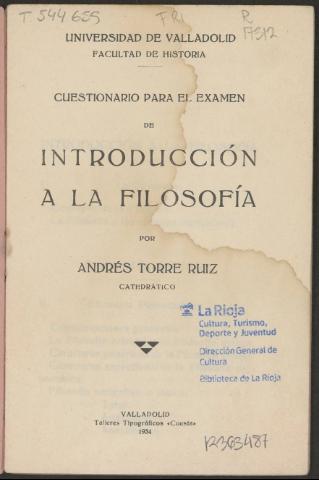 T 544655
R
UNIVERSIDAD DE VALLADOLID
FACULTAD DE HISTORIA
CUESTIONARIO PARA EL EXAMEN
DE
INTRODUCCIÓN
A LA FILOSOFÍA
POR
ANDRÉS TORRE RUIZ
CATEDRÁTICO
La Rioja
Cultura, Turismo,
Deporte y Juventud
Dirección General de
Cultura
Biblioteca de La Rioja
VALLADOLID
Talleres Tipográficos «Cuesta»
1934